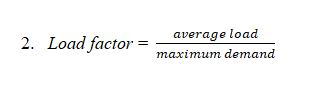 2. Load factor = average load / maximum demand